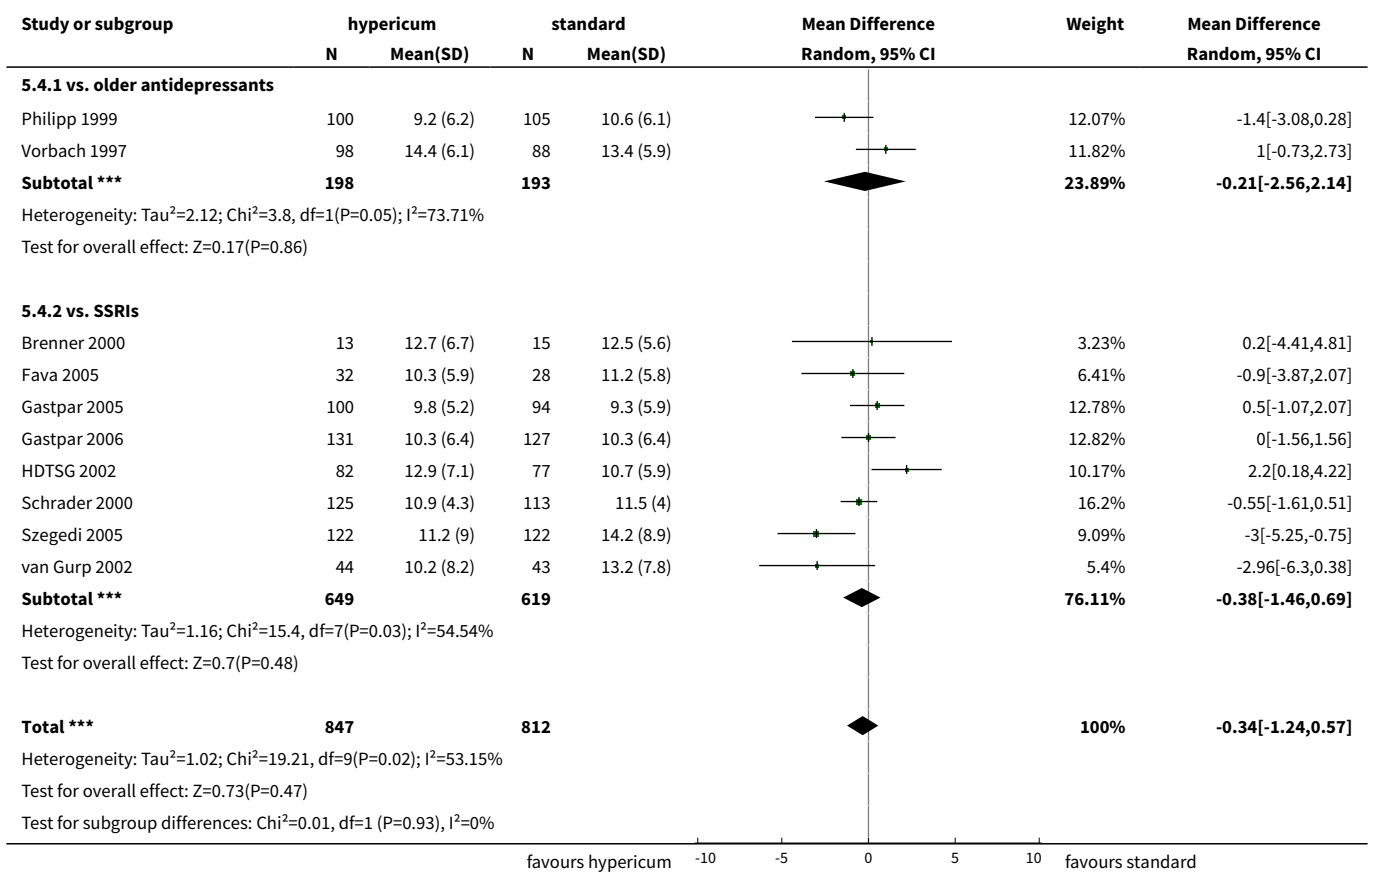 Study or subgroup hypericum standard Mean Difference Weight Mean Difference
N Mean(SD) N Mean(SD) Random, 95% CI Random, 95% CI
5.4.1 vs. older antidepressants
Philipp 1999 100 9.2 (6.2) 105 10.6 (6.1) 12.07% -1.4[-3.08,0.28]
Vorbach 1997 98 14.4 (6.1) 88 13.4 (5.9) 11.82% 1[-0.73,2.73]
Subtotal *** 198 193 23.89% -0.21[-2.56,2.14]
Heterogeneity: Tau²=2.12; Chi²=3.8, df=1(P=0.05); I²=73.71%
Test for overall effect: Z=0.17(P=0.86)
5.4.2 vs. SSRIs
Brenner 2000 13 12.7 (6.7) 15 12.5 (5.6) 3.23% 0.2[-4.41,4.81]
Fava 2005 32 10.3 (5.9) 28 11.2 (5.8) 6.41% -0.9[-3.87,2.07]
Gastpar 2005 100 9.8 (5.2) 94 9.3 (5.9) 12.78% 0.5[-1.07,2.07]
Gastpar 2006 131 10.3 (6.4) 127 10.3 (6.4) 12.82% 0[-1.56,1.56]
HDTSG 2002 82 12.9 (7.1) 77 10.7 (5.9) 10.17% 2.2[0.18,4.22]
Schrader 2000 125 10.9 (4.3) 113 11.5 (4) 16.2% -0.55[-1.61,0.51]
Szegedi 2005 122 11.2 (9) 122 14.2 (8.9) 9.09% -3[-5.25,-0.75]
van Gurp 2002 44 10.2 (8.2) 43 13.2 (7.8) 5.4% -2.96[-6.3,0.38]
Subtotal *** 649 619 76.11% -0.38[-1.46,0.69]
Heterogeneity: Tau²=1.16; Chi²=15.4, df=7(P=0.03); I²=54.54%
Test for overall effect: Z=0.7(P=0.48)
Total *** 847 812 100% -0.34[-1.24,0.57]
Heterogeneity: Tau²=1.02; Chi²=19.21, df=9(P=0.02); I²=53.15%
Test for overall effect: Z=0.73(P=0.47)
Test for subgroup differences: Chi²=0.01, df=1 (P=0.93), I²=0%
favours hypericum -10 -5 0 5 10 favours standard